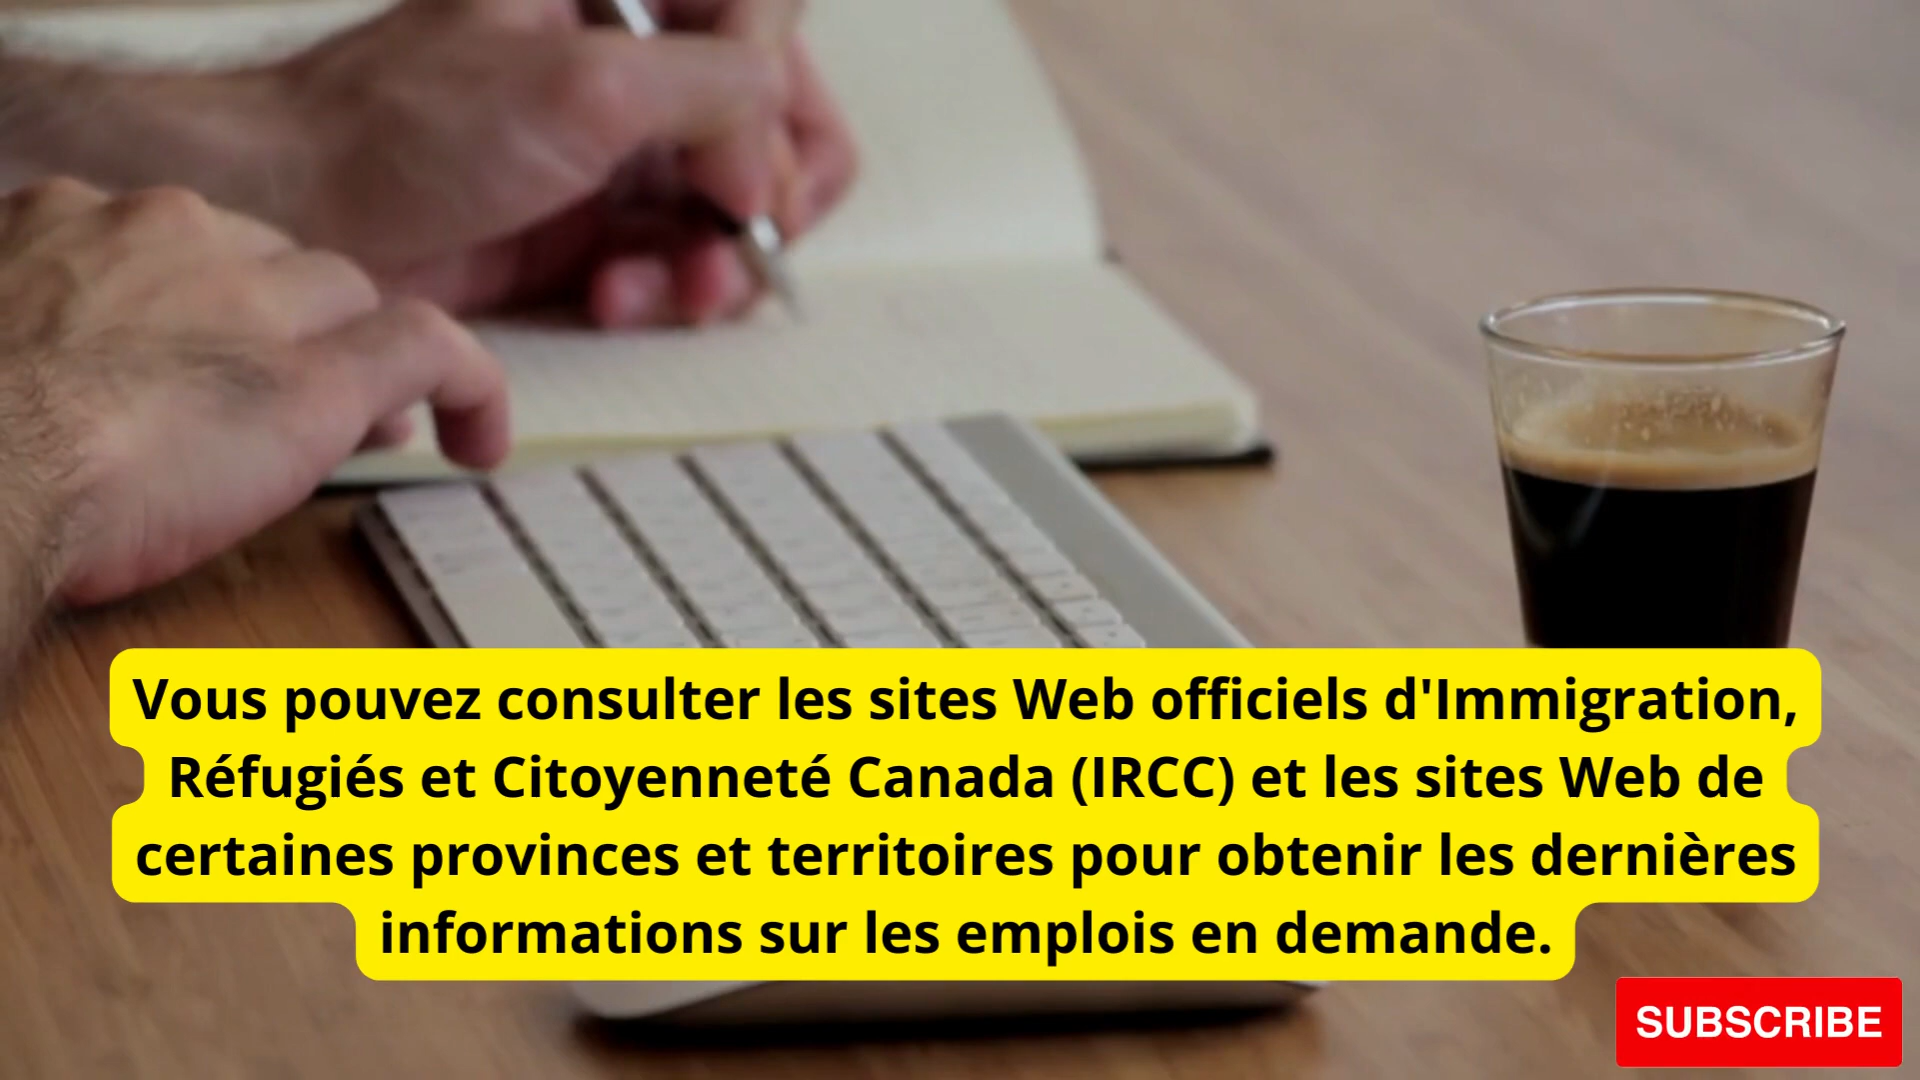 Vous pouvez consulter les sites Web officiels d'Immigration,
Réfugiés et Citoyenneté Canada (IRCC) et les sites Web de
certaines provinces et territoires pour obtenir les dernières
informations sur les emplois en demande.
SUBSCRIBE